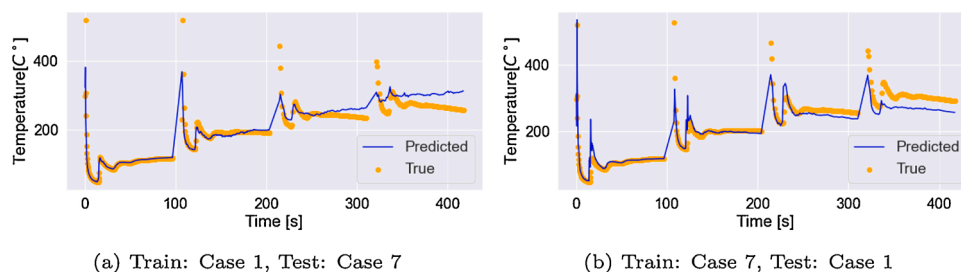 Temperature[C°]
400
200
0
100
200
300
400
Time [s]
Predicted
True
(a) Train: Case 1, Test: Case 7
Temperature[C°]
400
200
0
100
200
300
400
Time [s]
Predicted
True
(b) Train: Case 7, Test: Case 1